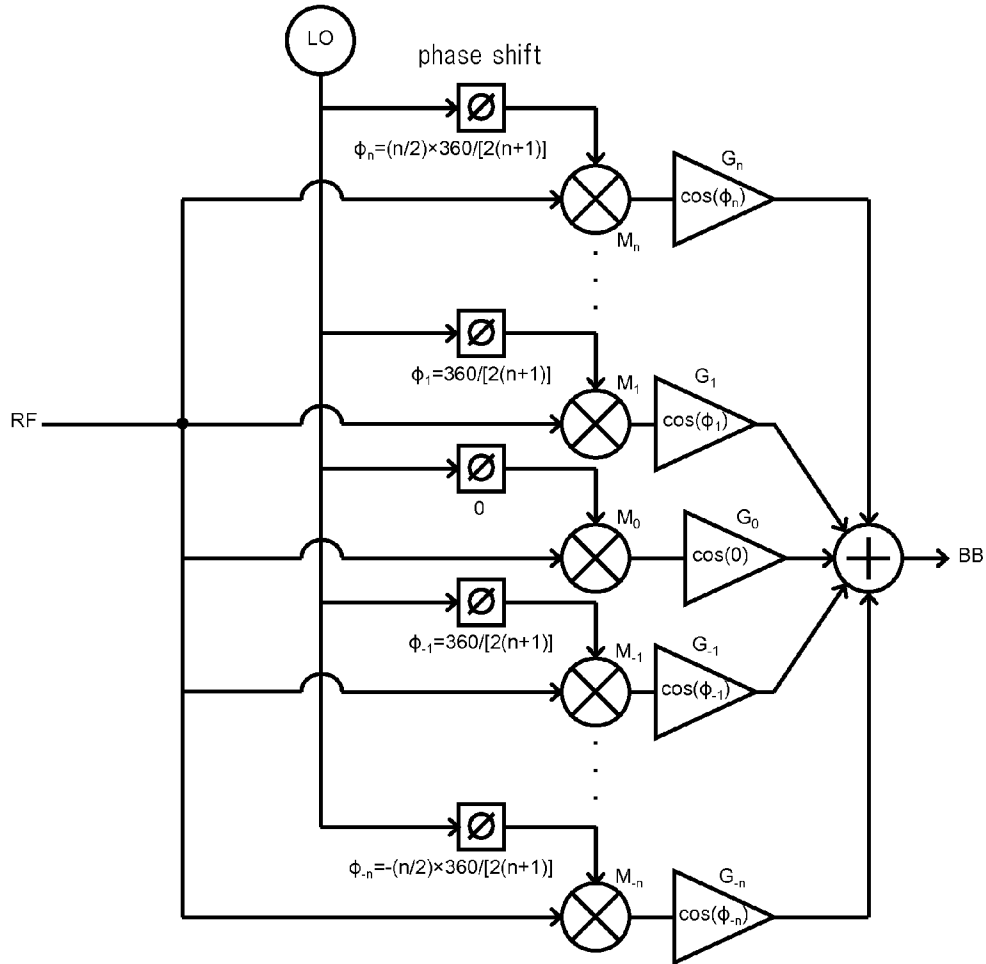 LO
phase shift
ϕn=(n/2)×360/[2(n+1)]
Gn
cos(ϕn)
Mn
ϕ1=360/[2(n+1)]
M1
G1
cos(ϕ1)
RF
0
M0
G0
cos(0)
BB
ϕ-1=360/[2(n+1)]
M-1
G-1
cos(ϕ-1)
ϕ-n=-(n/2)×360/[2(n+1)]
M-n
G-n
cos(ϕ-n)